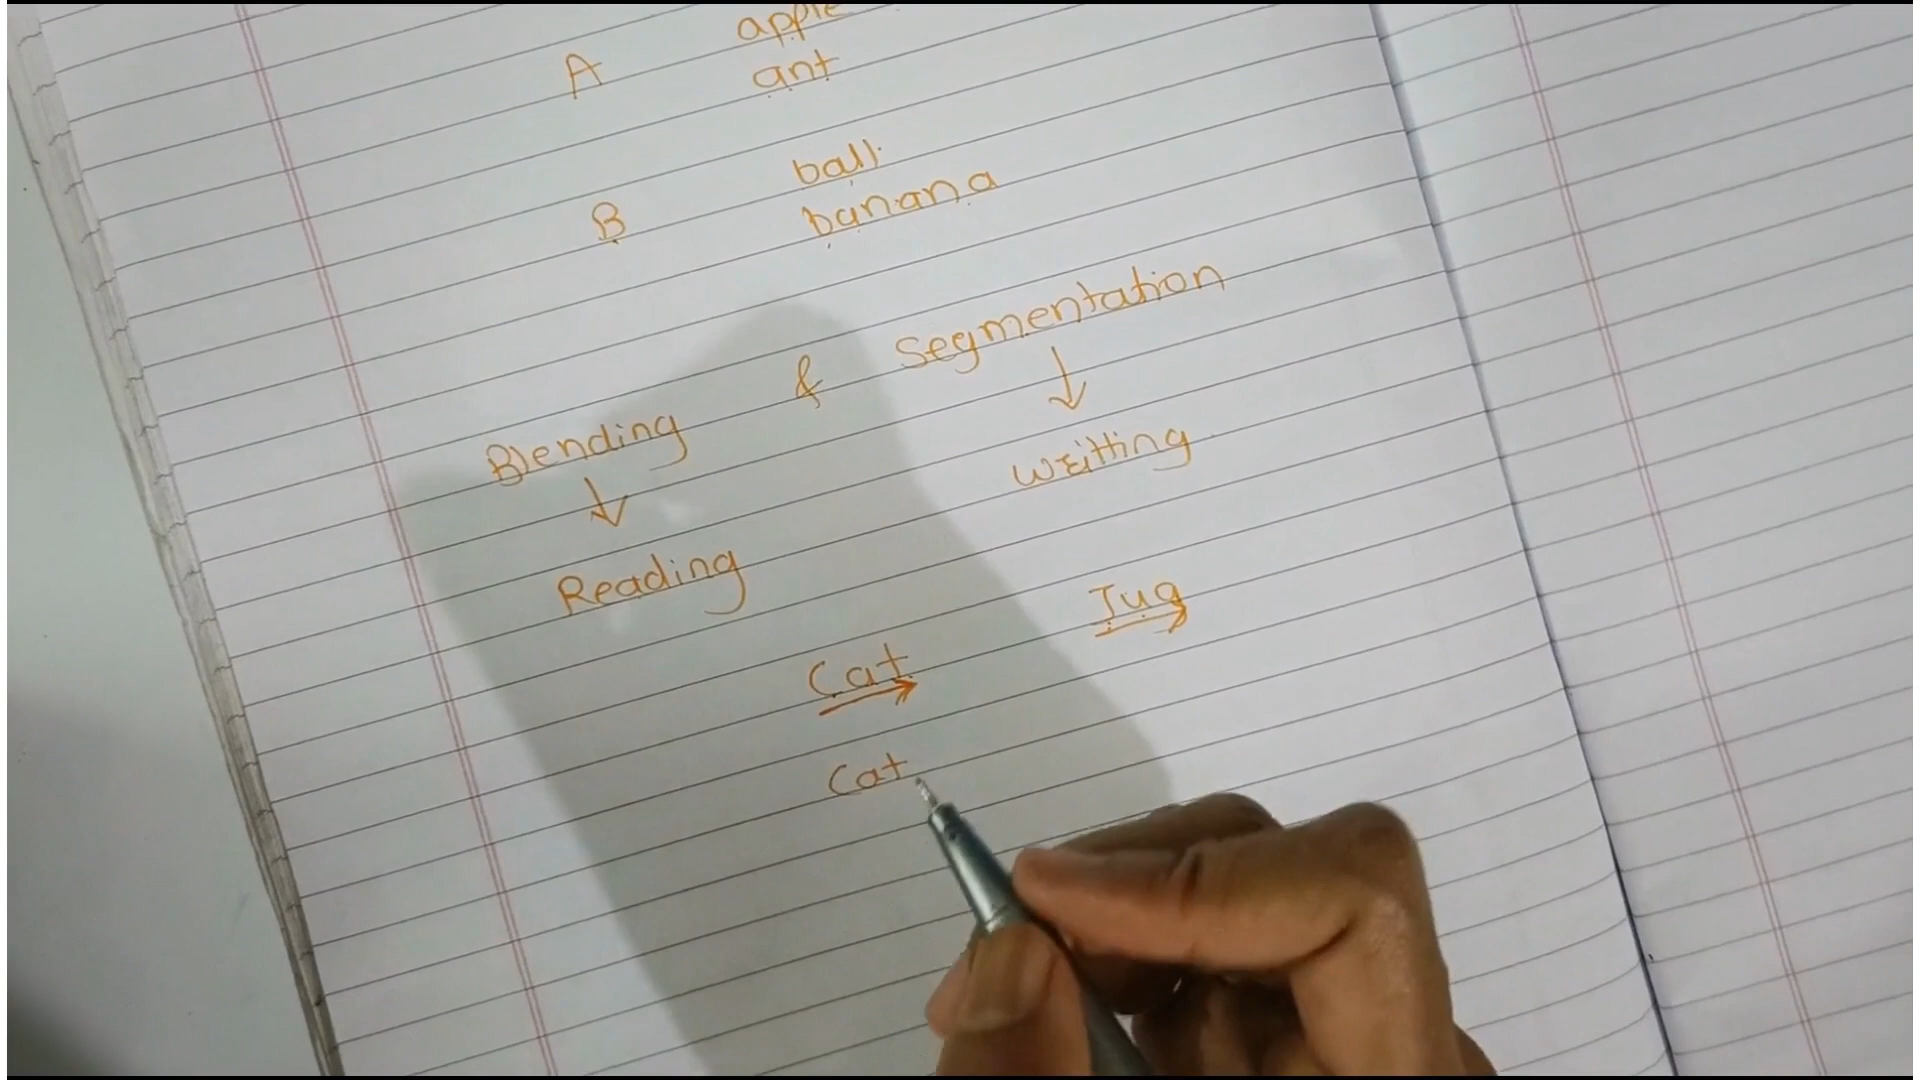 apple
A ant
ball
B banana
Blending & Segmentation
Reading writting
Cat Jug
Cat